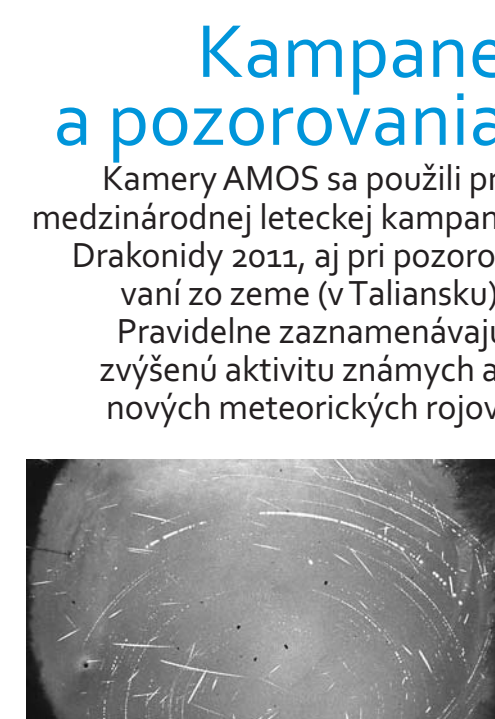 Kampane
a pozorovania
Kamery AMOS sa použili pr
medzinárodnej leteckej kampan
Drakonidy 2011, aj pri pozoro
vaní zo zeme (v Taliansku)
Pravidelne zaznamenávajú
zvýšenú aktivitu známych a
nových meteorických rojov